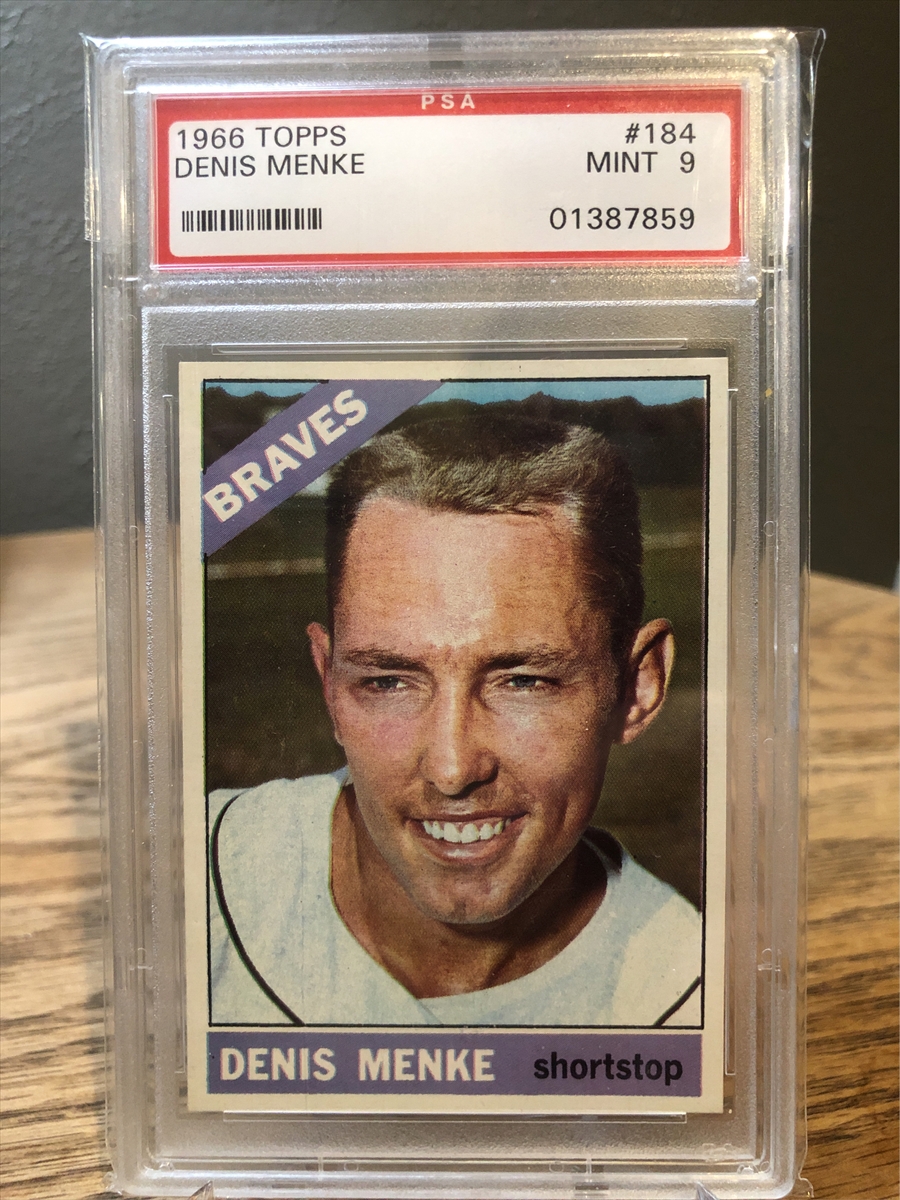 PSA
1966 TOPPS #184
DENIS MENKE MINT 9
01387859
BRAVES
DENIS MENKE shortstop